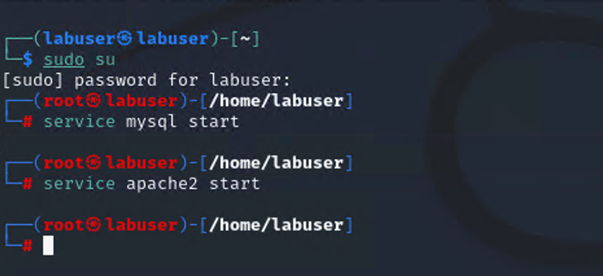 ┌──(labuser㉿labuser)-[~]
└─$ sudo su
[sudo] password for labuser:
┌──(root㉿labuser)-[/home/labuser]
└─# service mysql start
┌──(root㉿labuser)-[/home/labuser]
└─# service apache2 start
┌──(root㉿labuser)-[/home/labuser]
└─#